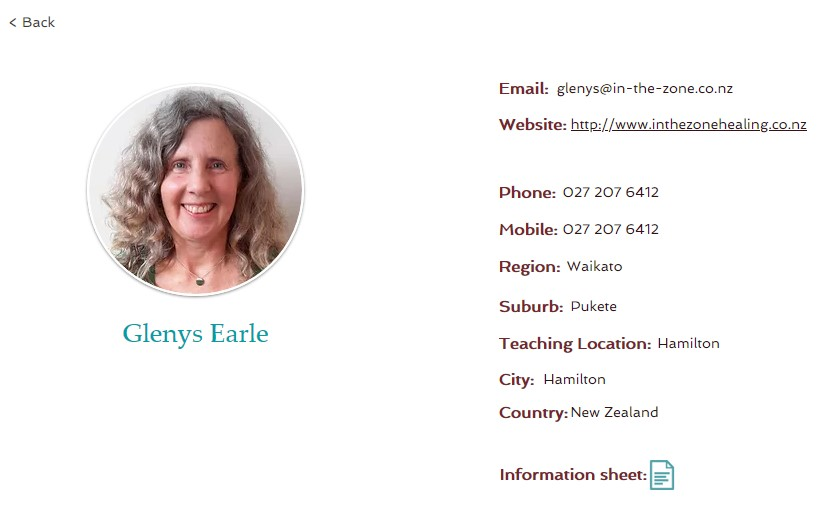 < Back
Glenys Earle
Email: glenys@in-the-zone.co.nz
Website: http://www.inthezonehealing.co.nz
Phone: 027 207 6412
Mobile: 027 207 6412
Region: Waikato
Suburb: Pukete
Teaching Location: Hamilton
City: Hamilton
Country: New Zealand
Information sheet: